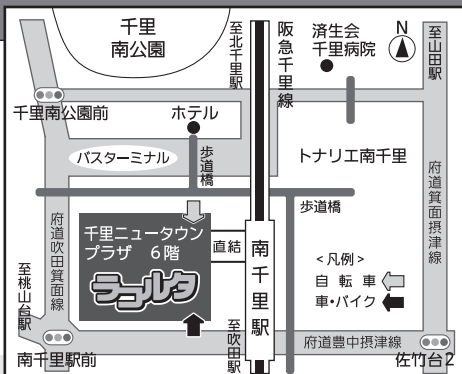 千里
南公園
至北千里駅
阪急千里線
済生会
千里病院
N
至山田駅
千里南公園前
ホテル
バスターミナル
歩道橋
トナリエ南千里
歩道橋
府道吹田箕面線
府道箕面摂津線
千里ニュータウン
プラザ 6階
ラコルタ
直結
南千里駅
<凡例>
自転車
車・バイク
至桃山台駅
至吹田駅
府道豊中摂津線
南千里駅前
佐竹台2